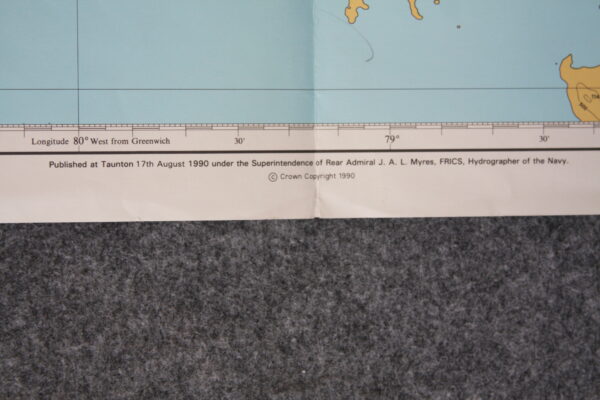 Longitude 80° West from Greenwich 30' 79° 30'
Published at Taunton 17th August 1990 under the Superintendence of Rear Admiral J. A. L. Myres, FRICS, Hydrographer of the Navy.
© Crown Copyright 1990